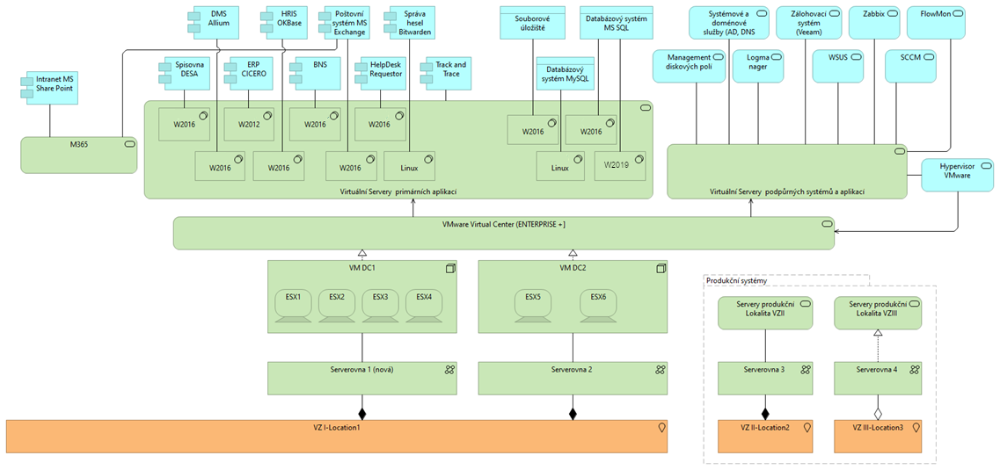 DMS
Allium
HRIS
OKBase
Poštovní
systém MS
Exchange
Správa
hesel
Bitwarden
Souborové
úložiště
Databázový systém
MS SQL
Systémové a
doménové
služby (AD, DNS
Zálohovací
systém
(Veeam)
Zabbix
FlowMon
Intranet MS
Share Point
Spisovna
DESA
ERP
CICERO
BNS
HelpDesk
Requestor
Track and
Trace
Databázový
systém MySQL
Management
diskových polí
Logma
nager
WSUS
SCCM
M365
W2016
W2012
W2016
W2016
W2016
W2016
W2016
W2016
W2016
Linux
Linux
W2019
Virtuální Servery primárních aplikací
Virtuální Servery podpůrných systémů a aplikací
Hypervisor
VMware
VMware Virtual Center (ENTERPRISE +]
VM DC1
ESX1
ESX2
ESX3
ESX4
VM DC2
ESX5
ESX6
Produkční systémy
Servery produkční
Lokalita VZII
Servery produkční
Lokalita VZIII
Serverovna 1 (nová)
Serverovna 2
Serverovna 3
Serverovna 4
VZ I-Location1
VZ II-Location2
VZ III-Location3